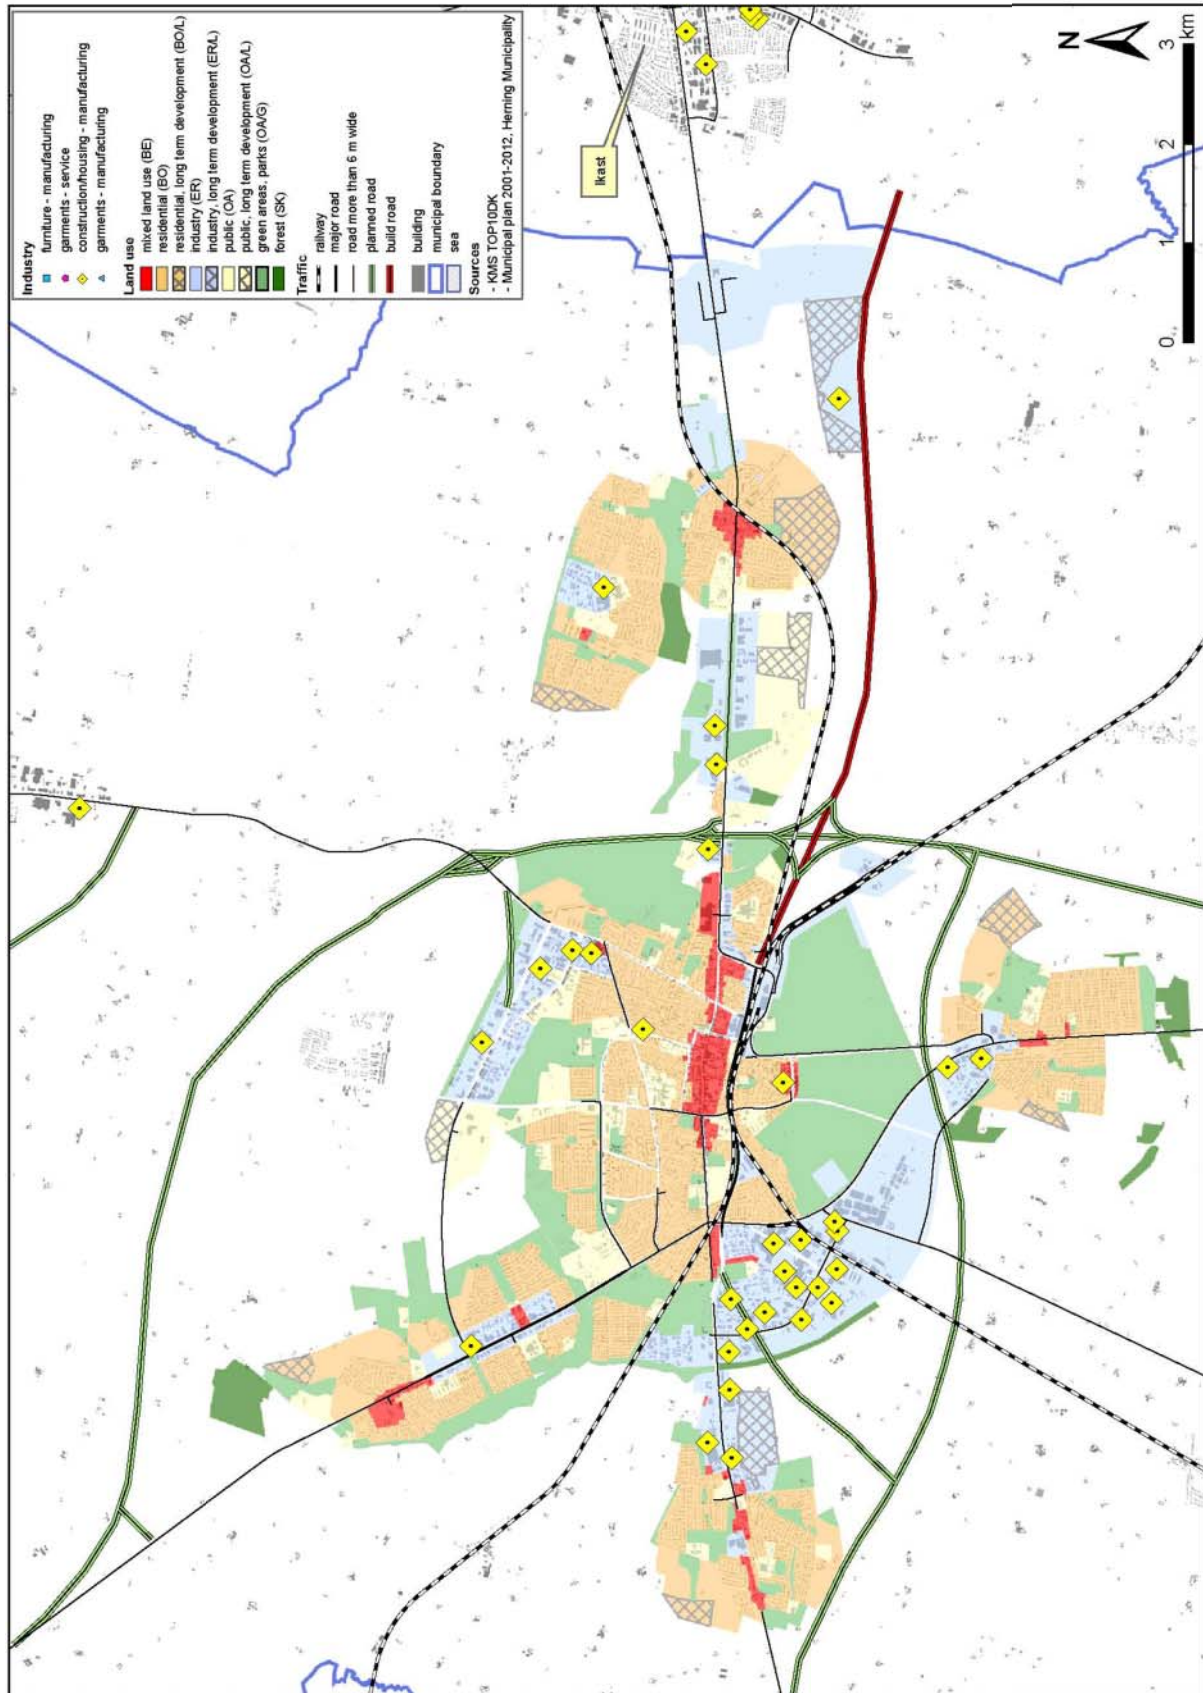 Industry
furniture - manufacturing
garments - service
construction/housing - manufacturing
garments - manufacturing
Land use
mixed land use (BE)
residential (BO)
residential, long term development (BO/L)
industry (ER)
industry, long term development (ER/L)
public (OA)
public, long term development (OA/L)
green areas, parks (OA/G)
forest (SK)
Traffic
railway
major road
road more than 6 m wide
planned road
build road
building
municipal boundary
sea
Sources
- KMS TOP10DK
- Municipal plan 2001-2012, Herning Municipality
Ikast
N
0 1 2 3
km